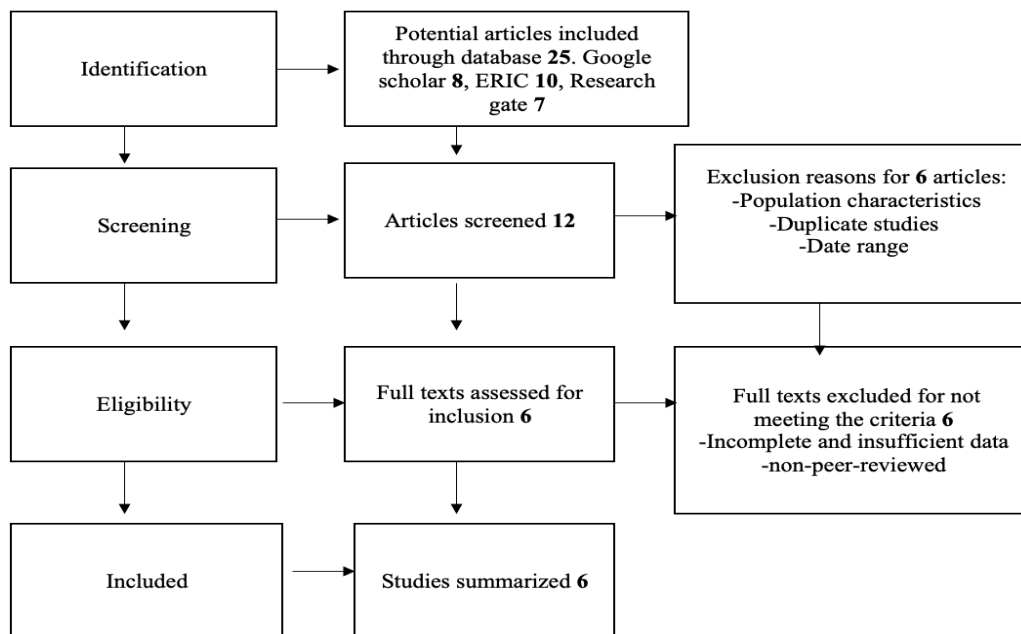 Identification
Potential articles included
through database 25. Google
scholar 8, ERIC 10, Research
gate 7
Screening
Articles screened 12
Exclusion reasons for 6 articles:
-Population characteristics
-Duplicate studies
-Date range
Eligibility
Full texts assessed for
inclusion 6
Full texts excluded for not
meeting the criteria 6
-Incomplete and insufficient data
-non-peer-reviewed
Included
Studies summarized 6